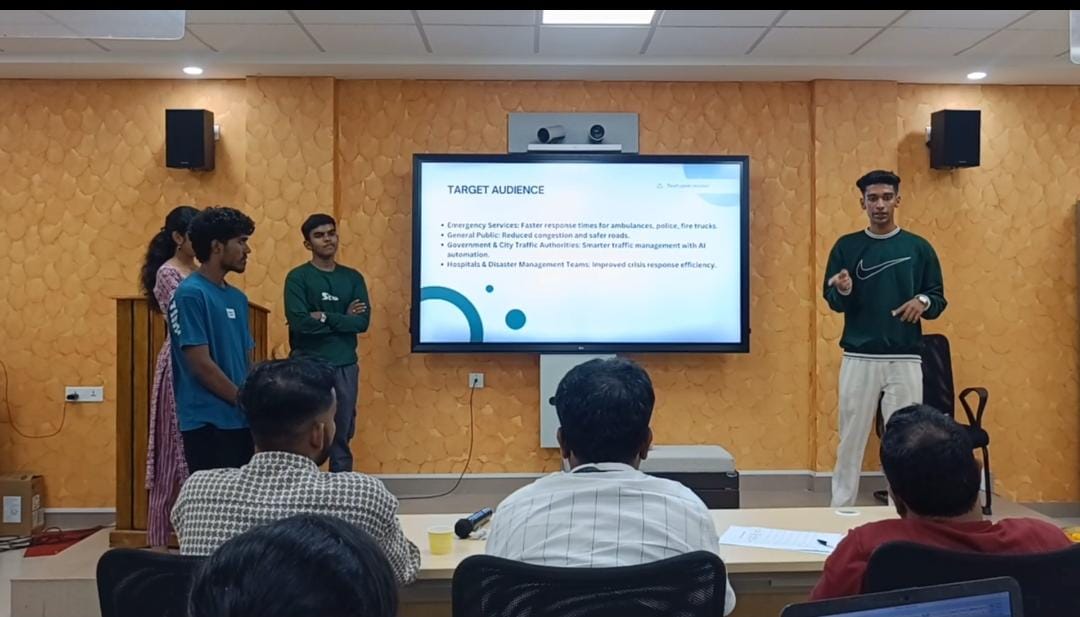 TARGET AUDIENCE
• Emergency Services: Faster response times for ambulances, police, fire trucks.
• General Public: Reduced congestion and safer roads.
• Government & City Traffic Authorities: Smarter traffic management with AI
automation.
• Hospitals & Disaster Management Teams: Improved crisis response efficiency.